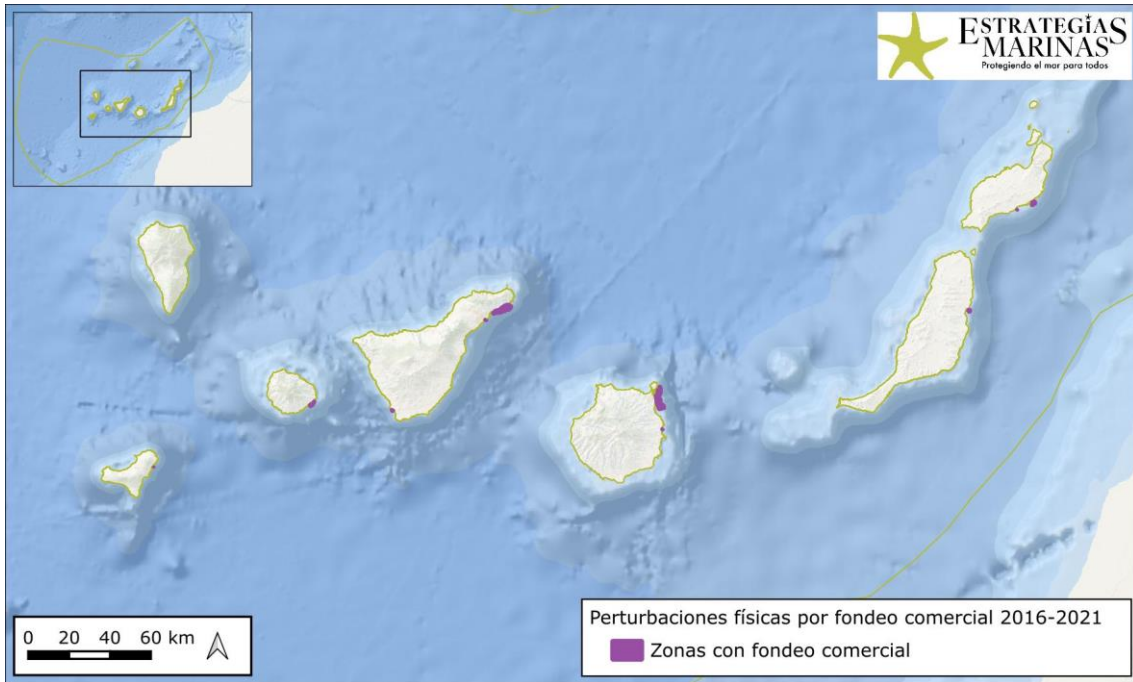 ESTRATEGIAS
MARINAS
Protegiendo el mar para todos
0 20 40 60 km
Perturbaciones físicas por fondeo comercial 2016-2021
Zonas con fondeo comercial